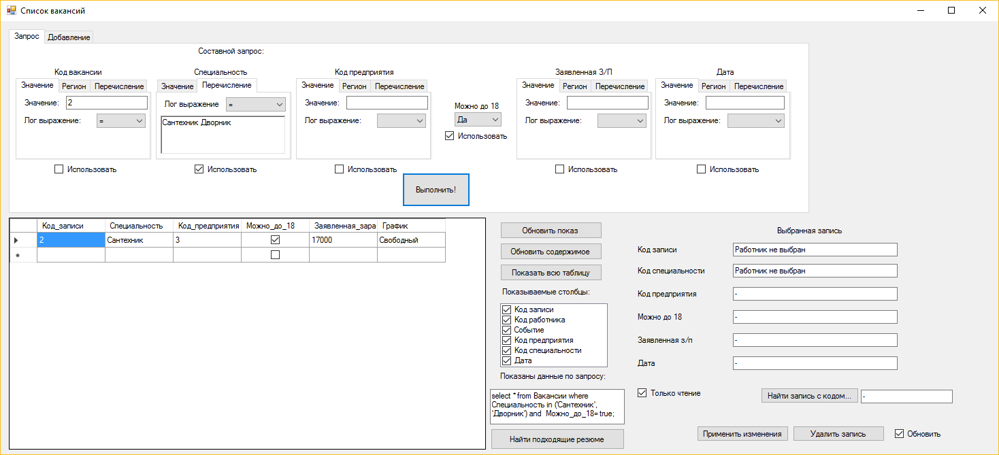 Список вакансий
Запрос Добавление
Составной запрос:
Код вакансии Специальность Код предприятия Заявленная З/П Дата
Значение Регион Перечисление Значение Перечисление Значение Регион Перечисление Значение Регион Перечисление Значение Регион Перечисление
Значение: 2 Лог выражение = Значение: Можно до 18 Значение: Значение:
Лог выражение: = Сантехник Дворник Лог выражение: Да Лог выражение: Лог выражение:
Использовать
Использовать Использовать Использовать Использовать Использовать
Выполнить!
Код_записи Специальность Код_предприятия Можно_до_18 Заявленная_зара График
2 Сантехник 3 17000 Свободный
*
Обновить показ
Обновить содержимое
Показать всю таблицу
Показываемые столбцы:
Код записи
Код работника
Событие
Код предприятия
Код специальности
Дата
Показаны данные по запросу:
select * from Вакансии where
Специальность in ('Сантехник',
'Дворник') and Можно_до_18= true;
Найти подходящие резюме
Выбранная запись
Код записи Работник не выбран
Код специальности Работник не выбран
Код предприятия -
Можно до 18 -
Заявленная з/п -
Дата -
Только чтение Найти запись с кодом... -
Применить изменения Удалить запись Обновить